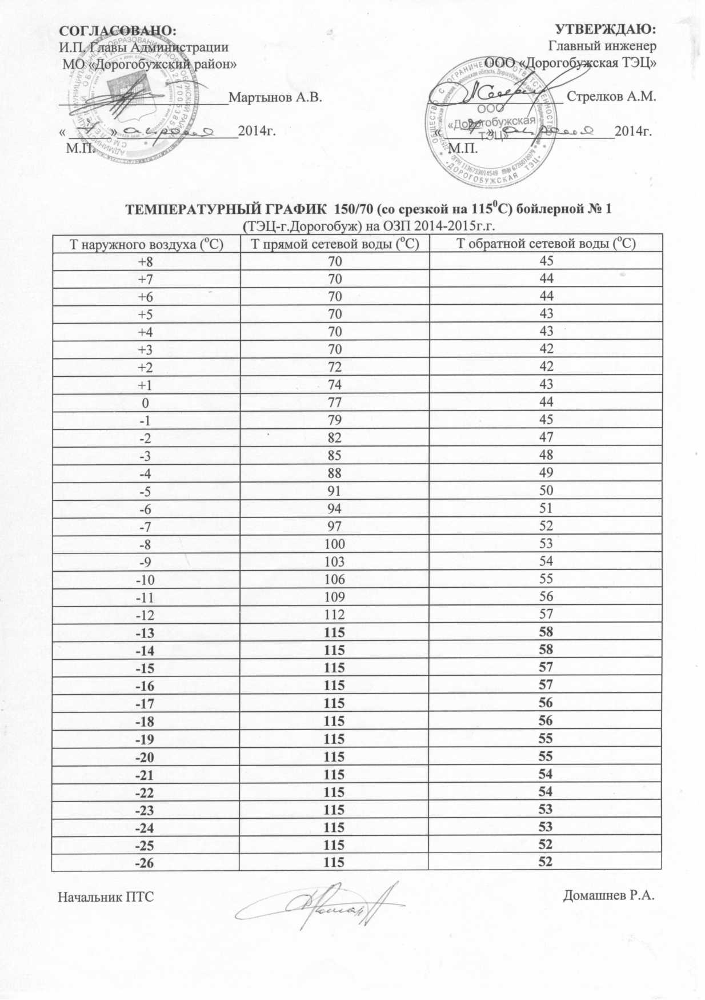 СОГЛАСОВАНО:
И.П. Главы Администрации
МО «Дорогобужский район»
Мартынов А.В.
« » апреля 2014г.
М.П.
УТВЕРЖДАЮ:
Главный инженер
ООО «Дорогобужская ТЭЦ»
Стрелков А.М.
« » апреля 2014г.
М.П.
ООО
«Дорогобужская
ТЭЦ»
ТЕМПЕРАТУРНЫЙ ГРАФИК 150/70 (со срезкой на 115⁰С) бойлерной № 1
(ТЭЦ-г.Дорогобуж) на ОЗП 2014-2015г.г.
Т наружного воздуха (°С) Т прямой сетевой воды (°С) Т обратной сетевой воды (°С)
+8 70 45
+7 70 44
+6 70 44
+5 70 43
+4 70 43
+3 70 42
+2 72 42
+1 74 43
0 77 44
-1 79 45
-2 82 47
-3 85 48
-4 88 49
-5 91 50
-6 94 51
-7 97 52
-8 100 53
-9 103 54
-10 106 55
-11 109 56
-12 112 57
-13 115 58
-14 115 58
-15 115 57
-16 115 57
-17 115 56
-18 115 56
-19 115 55
-20 115 55
-21 115 54
-22 115 54
-23 115 53
-24 115 53
-25 115 52
-26 115 52
Начальник ПТС Домашнев Р.А.